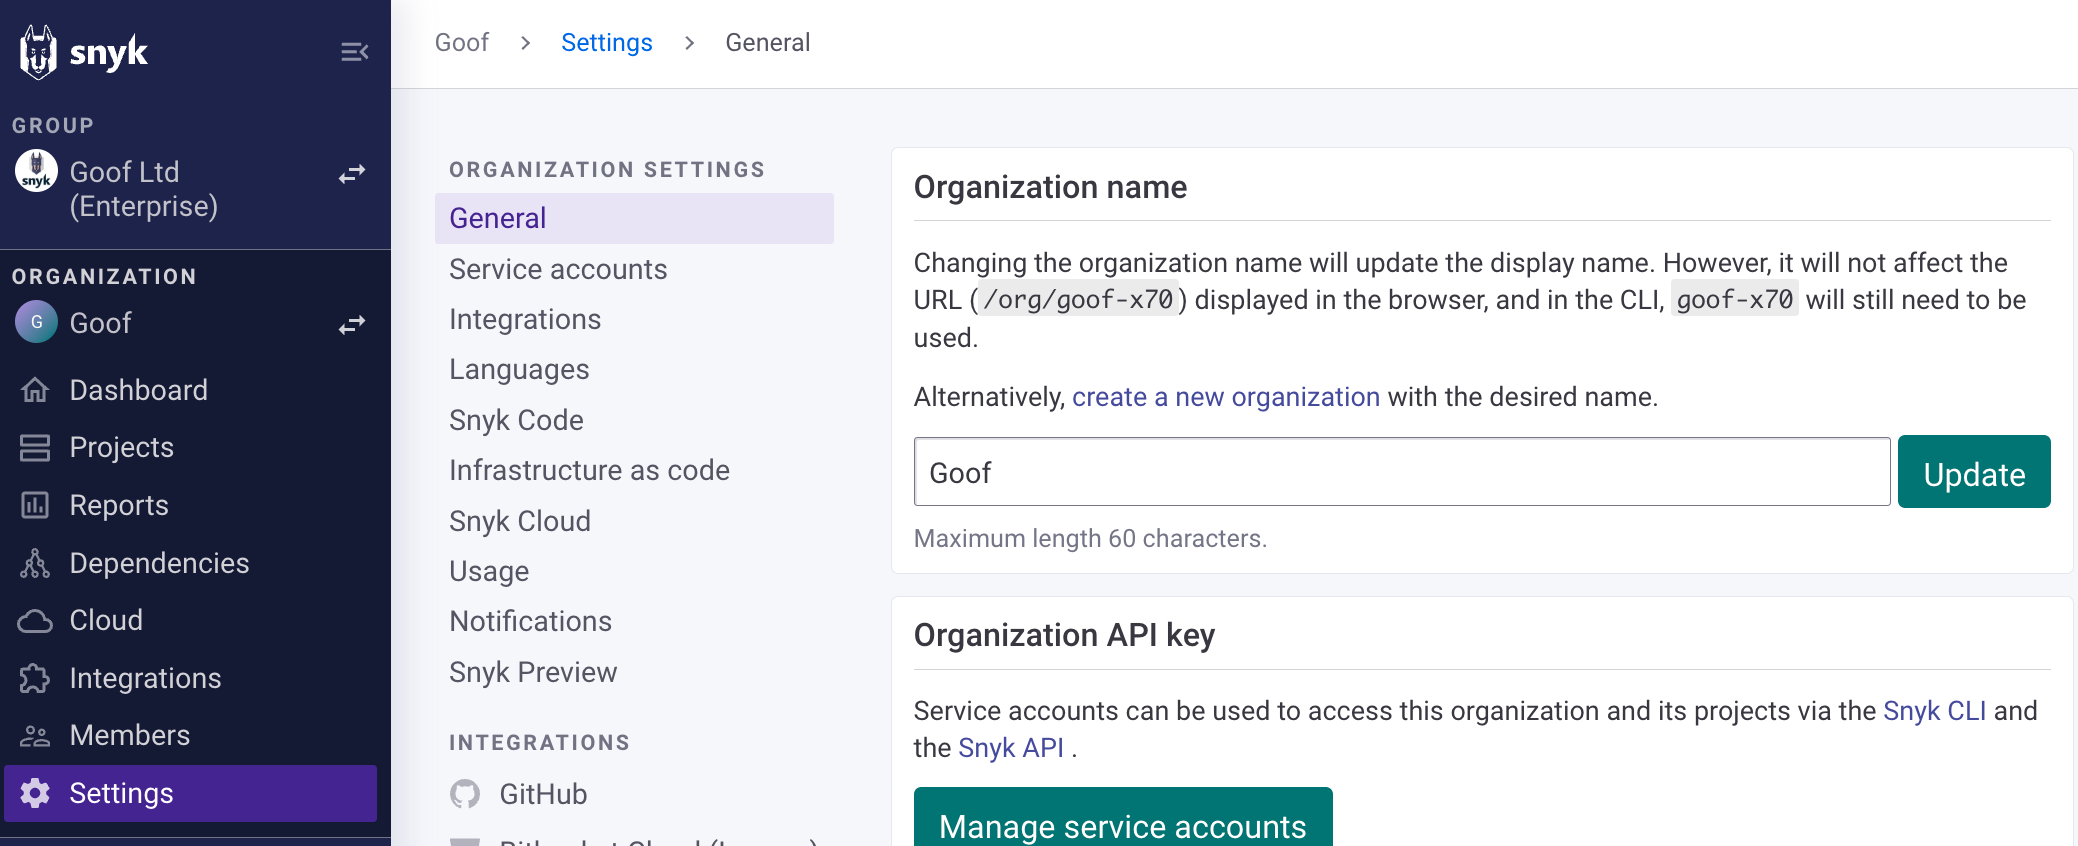 snyk
GROUP
snyk
Goof Ltd
(Enterprise)
ORGANIZATION
G
Goof
Dashboard
Projects
Reports
Dependencies
Cloud
Integrations
Members
Settings
Goof > Settings > General
ORGANIZATION SETTINGS
General
Service accounts
Integrations
Languages
Snyk Code
Infrastructure as code
Snyk Cloud
Usage
Notifications
Snyk Preview
INTEGRATIONS
GitHub
Organization name
Changing the organization name will update the display name. However, it will not affect the
URL ( /org/goof-x70 ) displayed in the browser, and in the CLI, goof-x70 will still need to be
used.
Alternatively, create a new organization with the desired name.
Goof
Update
Maximum length 60 characters.
Organization API key
Service accounts can be used to access this organization and its projects via the Snyk CLI and
the Snyk API .
Manage service accounts